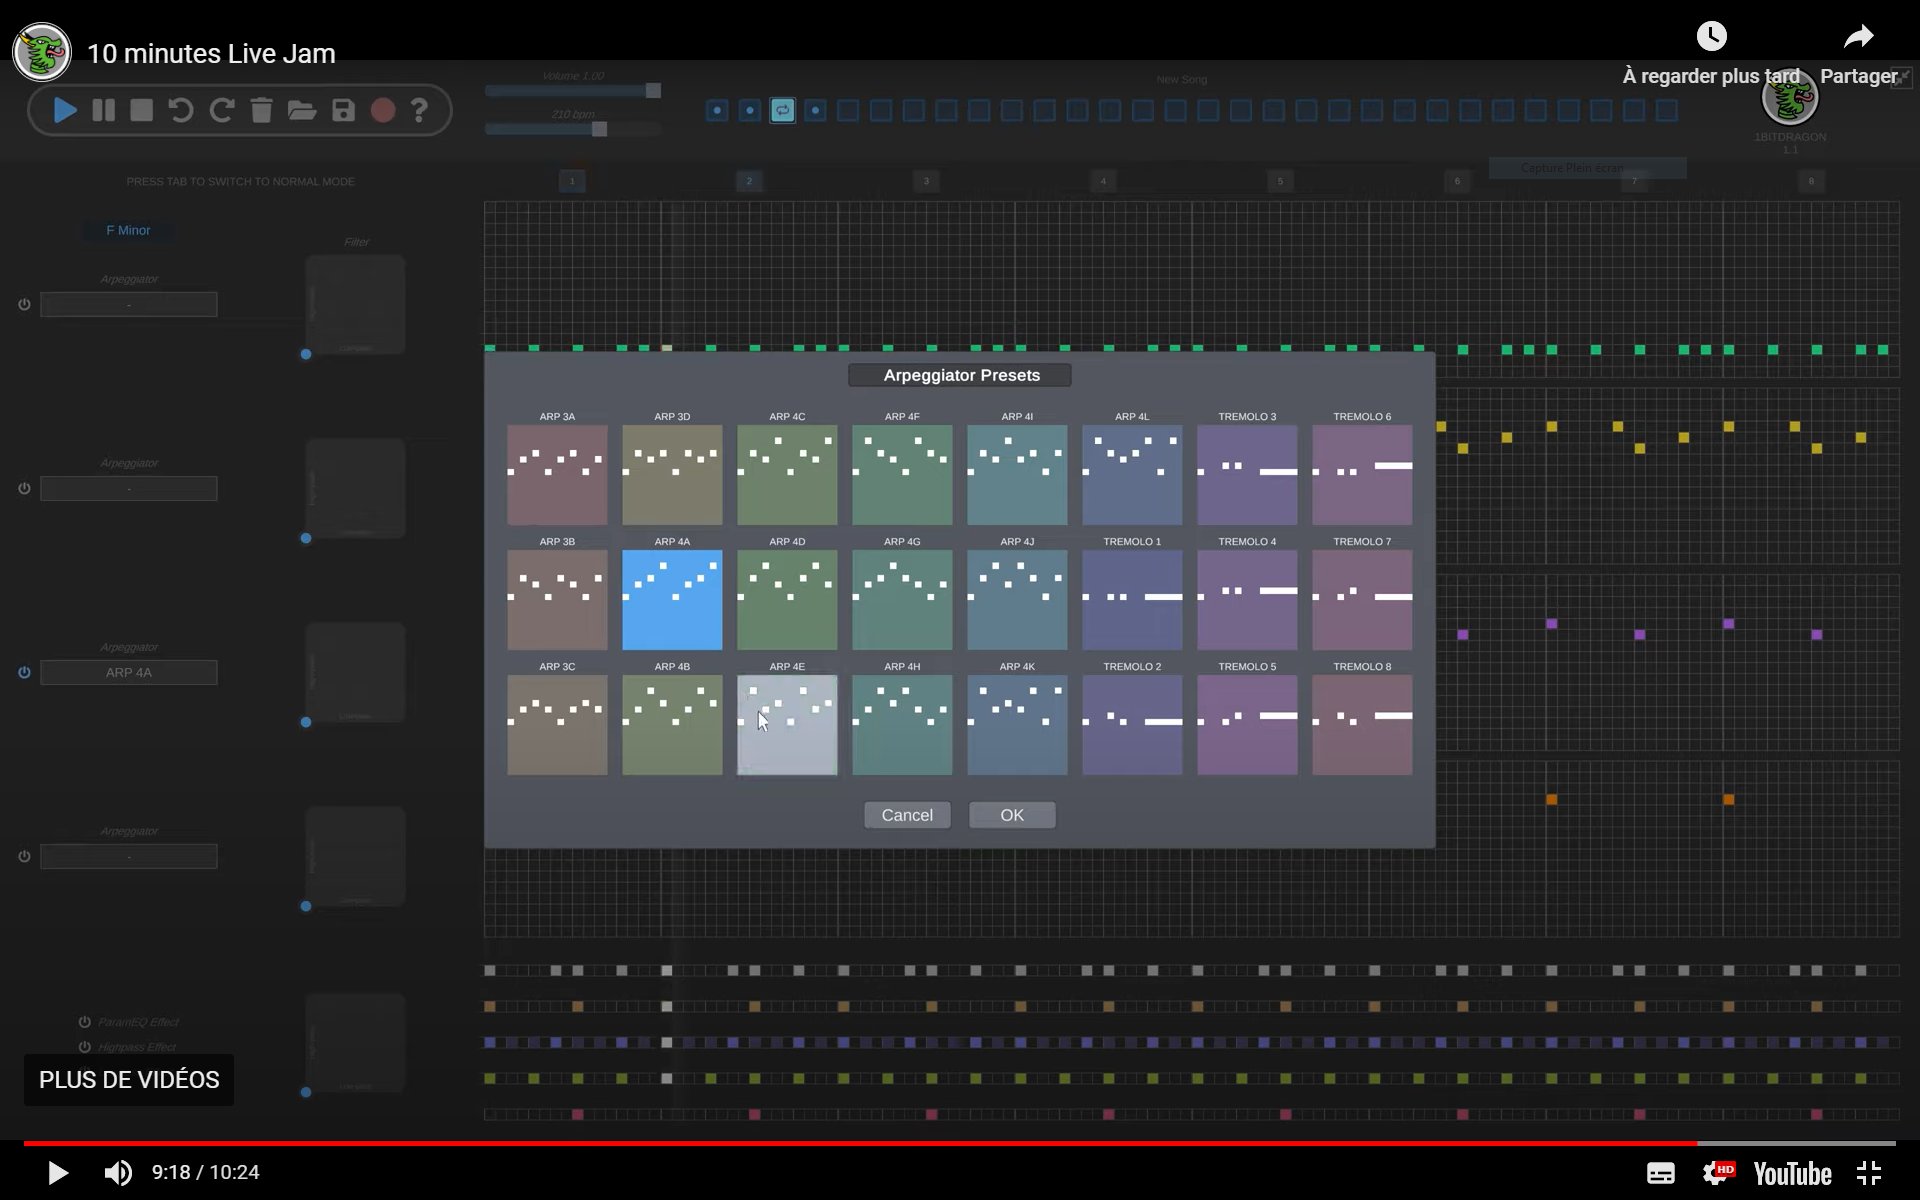 10 minutes Live Jam
À regarder plus tard
Partager
Volume 1.00
New Song
210 bpm
1BITDRAGON
1.1
PRESS TAB TO SWITCH TO NORMAL MODE
1 2 3 4 5 6 7 8
Capture Plein écran
F Minor
Filter
Arpeggiator
-
Arpeggiator
-
Arpeggiator
ARP 4A
Arpeggiator
-
Arpeggiator Presets
ARP 3A ARP 3D ARP 4C ARP 4F ARP 4I ARP 4L TREMOLO 3 TREMOLO 6
ARP 3B ARP 4A ARP 4D ARP 4G ARP 4J TREMOLO 1 TREMOLO 4 TREMOLO 7
ARP 3C ARP 4B ARP 4E ARP 4H ARP 4K TREMOLO 2 TREMOLO 5 TREMOLO 8
Cancel OK
ParamEQ Effect
Highpass Effect
PLUS DE VIDÉOS
9:18 / 10:24
HD
YouTube